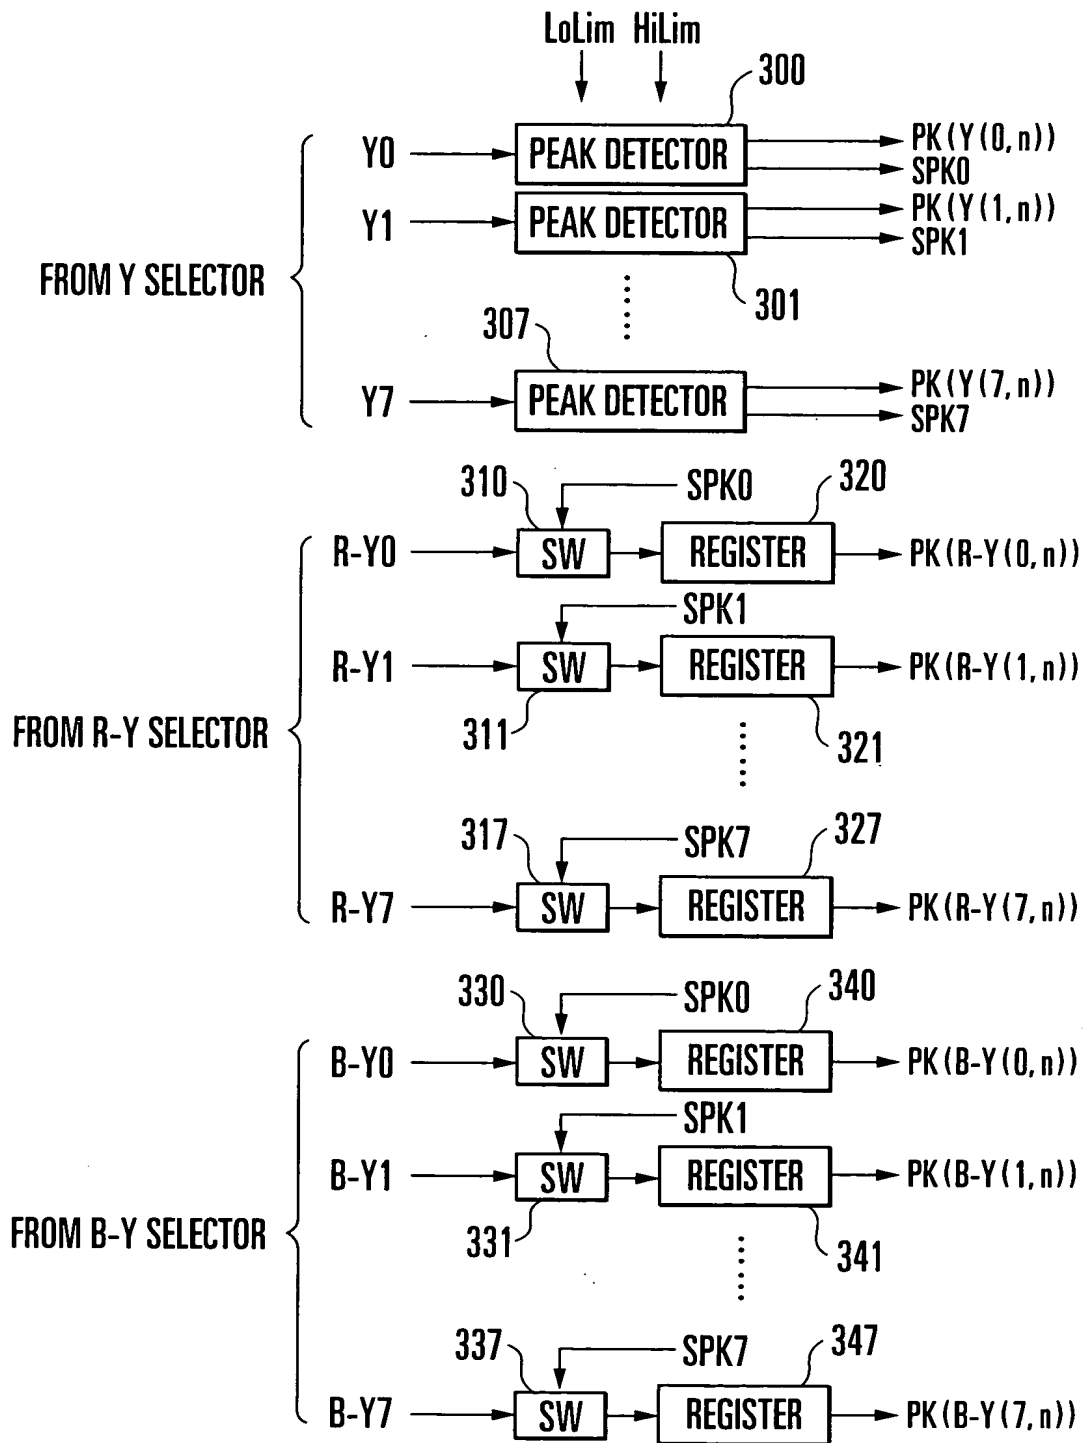 LoLim HiLim
300
Y0 PEAK DETECTOR PK(Y(0,n))
SPK0
Y1 PEAK DETECTOR PK(Y(1,n))
SPK1
FROM Y SELECTOR
301
307
Y7 PEAK DETECTOR PK(Y(7,n))
SPK7
310 SPK0 320
R-Y0 SW REGISTER PK(R-Y(0,n))
SPK1
R-Y1 SW REGISTER PK(R-Y(1,n))
FROM R-Y SELECTOR
311 321
317 SPK7 327
R-Y7 SW REGISTER PK(R-Y(7,n))
330 SPK0 340
B-Y0 SW REGISTER PK(B-Y(0,n))
SPK1
B-Y1 SW REGISTER PK(B-Y(1,n))
FROM B-Y SELECTOR
331 341
337 SPK7 347
B-Y7 SW REGISTER PK(B-Y(7,n))